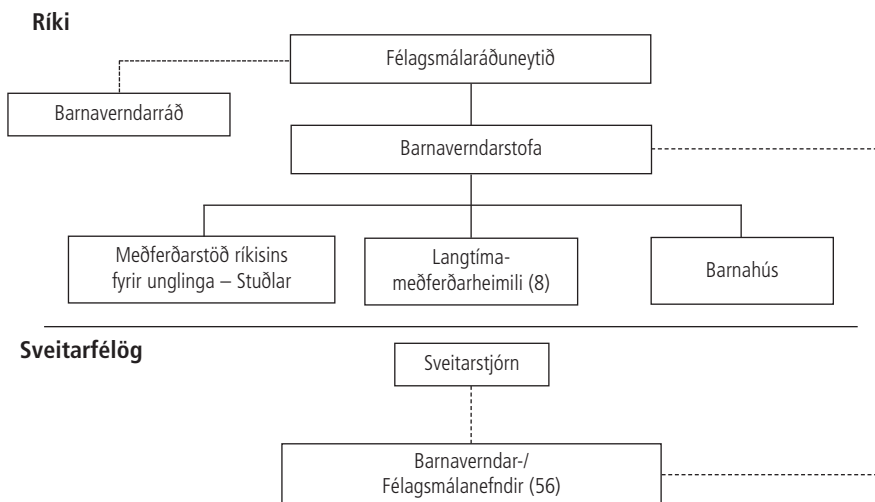 Ríki
Félagsmálaráðuneytið
Barnaverndarráð
Barnaverndarstofa
Meðferðarstöð ríkisins
fyrir unglinga – Stuðlar
Langtíma-
meðferðarheimili (8)
Barnahús
Sveitarfélög
Sveitarstjórn
Barnaverndar-/
Félagsmálanefndir (56)